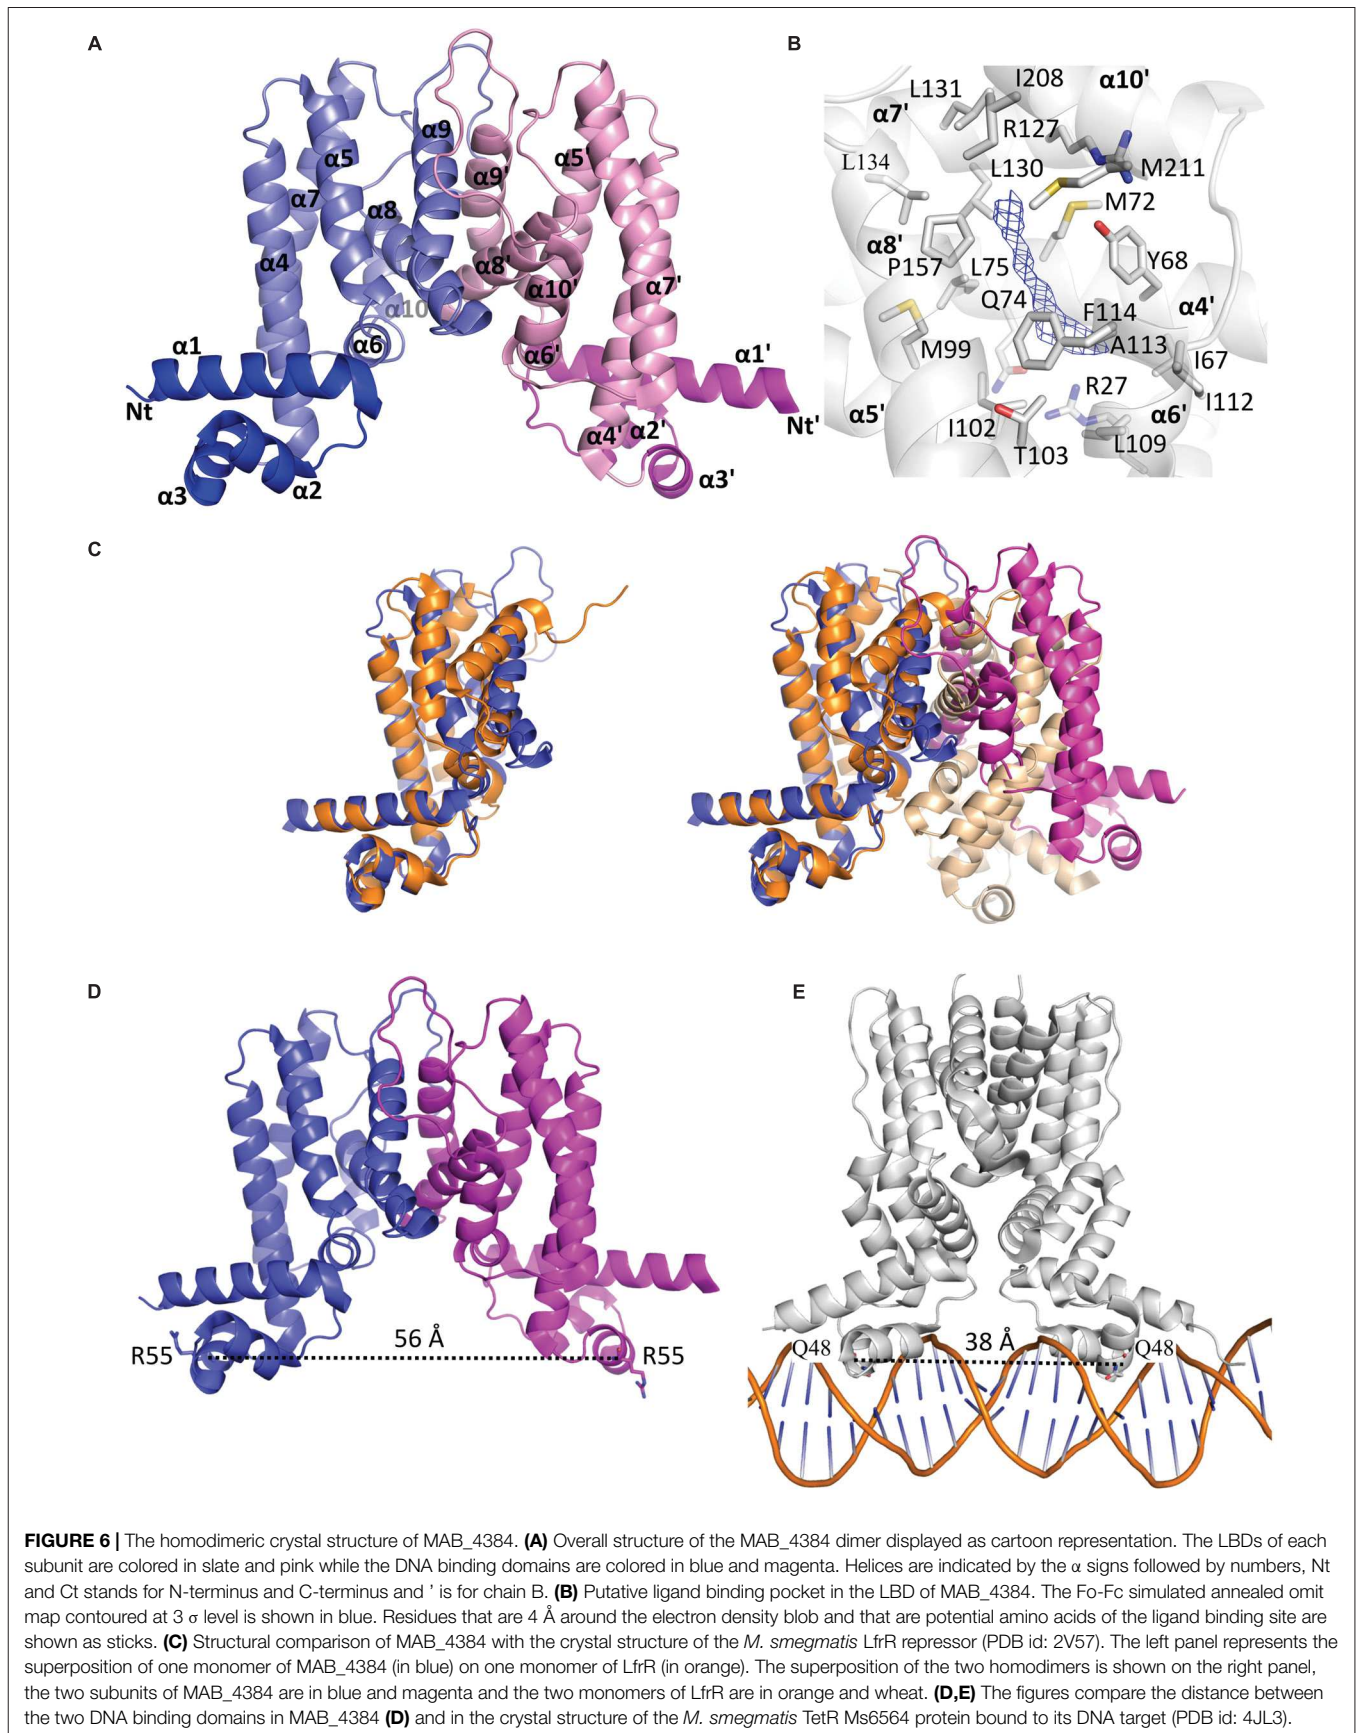 A
α9
α5
α5'
α9'
α7
α8
α4
α8'
α10'
α7'
α10
α1
α6
α6'
α1'
Nt
Nt'
α4'
α2'
α3'
α3
α2
B
I208
α10'
L131
α7'
R127
L134
L130
M211
M72
α8'
P157
L75
Y68
Q74
F114
α4'
M99
A113
I67
R27
I112
α5'
α6'
I102
L109
T103
C
D
56 Å
R55
R55
E
Q48
38 Å
Q48
FIGURE 6 | The homodimeric crystal structure of MAB_4384. (A) Overall structure of the MAB_4384 dimer displayed as cartoon representation. The LBDs of each
subunit are colored in slate and pink while the DNA binding domains are colored in blue and magenta. Helices are indicated by the α signs followed by numbers, Nt
and Ct stands for N-terminus and C-terminus and ' is for chain B. (B) Putative ligand binding pocket in the LBD of MAB_4384. The Fo-Fc simulated annealed omit
map contoured at 3 σ level is shown in blue. Residues that are 4 Å around the electron density blob and that are potential amino acids of the ligand binding site are
shown as sticks. (C) Structural comparison of MAB_4384 with the crystal structure of the M. smegmatis LfrR repressor (PDB id: 2V57). The left panel represents the
superposition of one monomer of MAB_4384 (in blue) on one monomer of LfrR (in orange). The superposition of the two homodimers is shown on the right panel,
the two subunits of MAB_4384 are in blue and magenta and the two monomers of LfrR are in orange and wheat. (D,E) The figures compare the distance between
the two DNA binding domains in MAB_4384 (D) and in the crystal structure of the M. smegmatis TetR Ms6564 protein bound to its DNA target (PDB id: 4JL3).